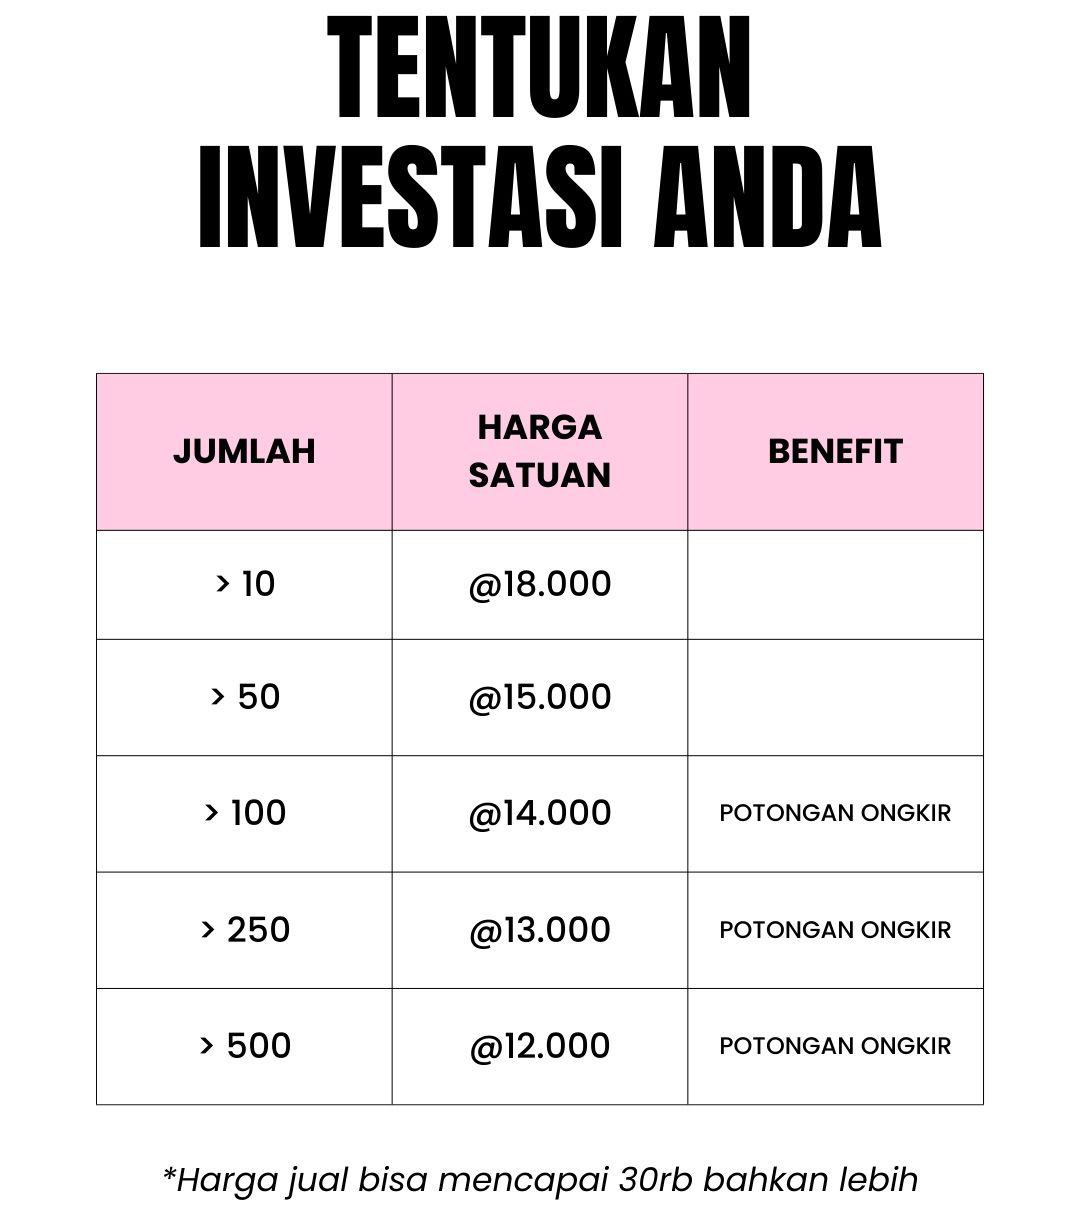 TENTUKAN
INVESTASI ANDA
JUMLAH
HARGA
SATUAN
BENEFIT
> 10
@18.000
> 50
@15.000
> 100
@14.000
POTONGAN ONGKIR
> 250
@13.000
POTONGAN ONGKIR
> 500
@12.000
POTONGAN ONGKIR
*Harga jual bisa mencapai 30rb bahkan lebih